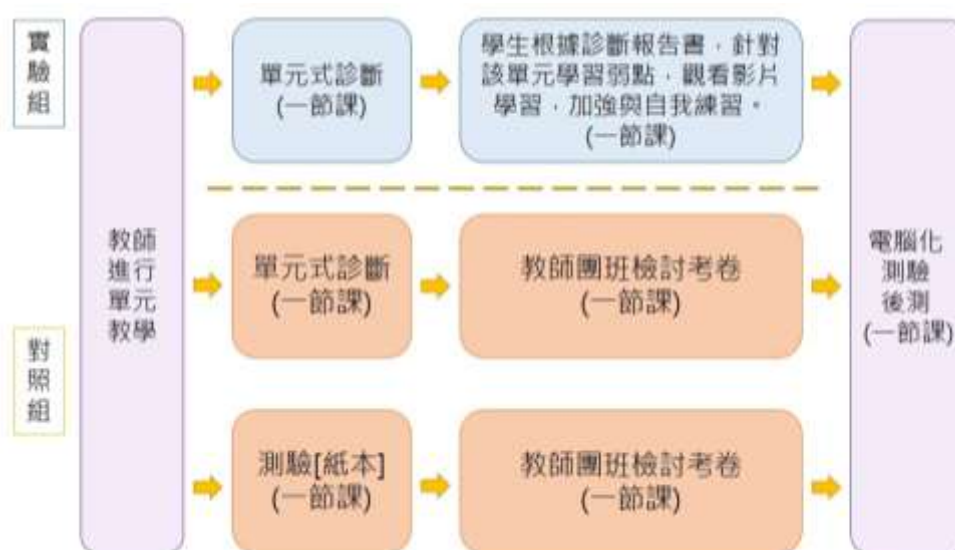 實
驗
組
對
照
組
教師
進行
單元
教學
單元式診斷
(一節課)
學生根據診斷報告書，針對
該單元學習弱點，觀看影片
學習，加強與自我練習。
(一節課)
單元式診斷
(一節課)
教師團班檢討考卷
(一節課)
測驗[紙本]
(一節課)
教師團班檢討考卷
(一節課)
電腦化
測驗
後測
(一節課)